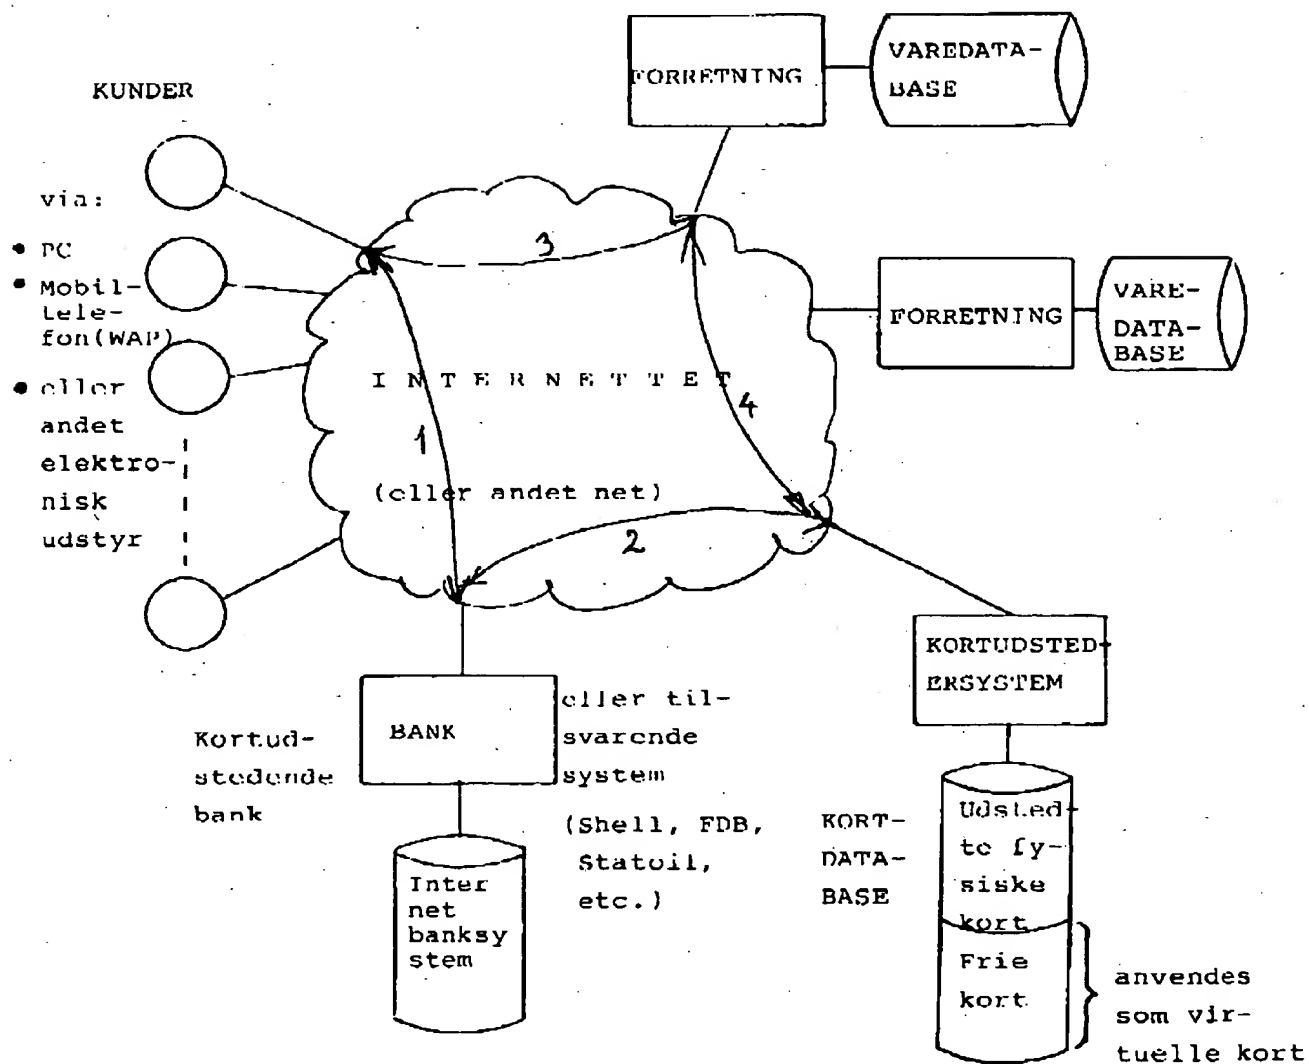 KUNDER
via:
• PC
• Mobil-
tele-
fon(WAP)
• eller
andet
elektro-
nisk
udstyr
FORRETNING
VAREDATA-
BASE
FORRETNING
VARE-
DATA-
BASE
3
INTERNETTET
4
1
(eller andet net)
2
Kortud-
stedende
bank
BANK
eller til-
svarende
system
(Shell, FDB,
Statoil,
etc.)
Inter
net
banksy
stem
KORTUDSTED-
ERSYSTEM
KORT-
DATA-
BASE
Udsted-
te fy-
siske
kort
Frie
kort
anvendes
som vir-
tuelle kort